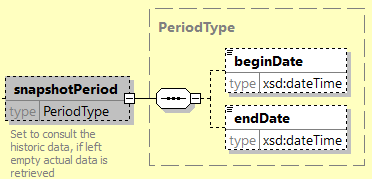 PeriodType
beginDate
type xsd:dateTime
snapshotPeriod
type PeriodType
endDate
type xsd:dateTime
Set to consult the
historic data, if left
empty actual data is
retrieved